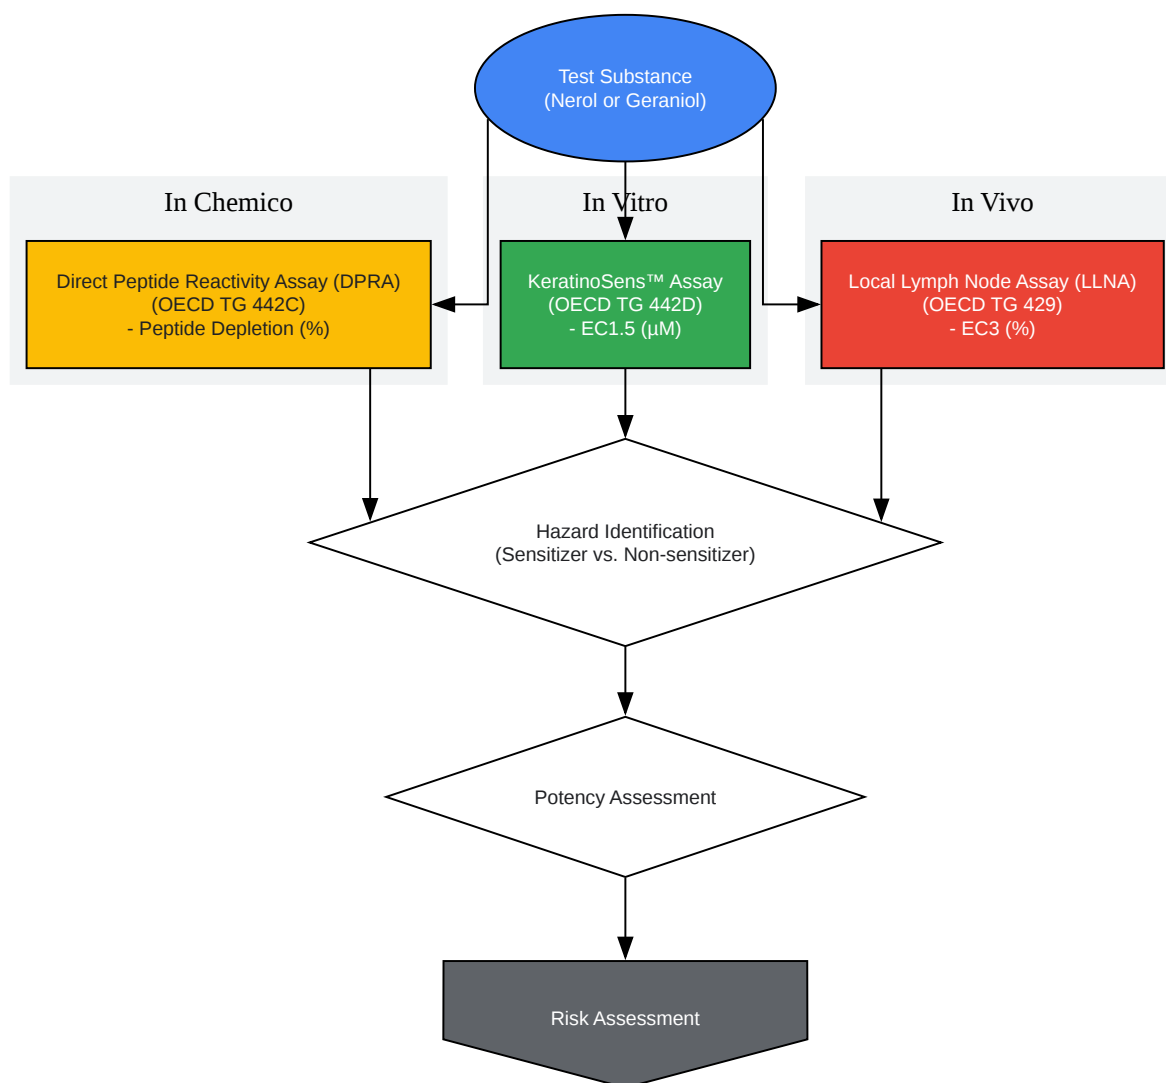 Test Substance
(Nerol or Geraniol)
In Chemico
In Vitro
In Vivo
Direct Peptide Reactivity Assay (DPRA)
(OECD TG 442C)
- Peptide Depletion (%)
KeratinoSens™ Assay
(OECD TG 442D)
- EC1.5 (µM)
Local Lymph Node Assay (LLNA)
(OECD TG 429)
- EC3 (%)
Hazard Identification
(Sensitizer vs. Non-sensitizer)
Potency Assessment
Risk Assessment